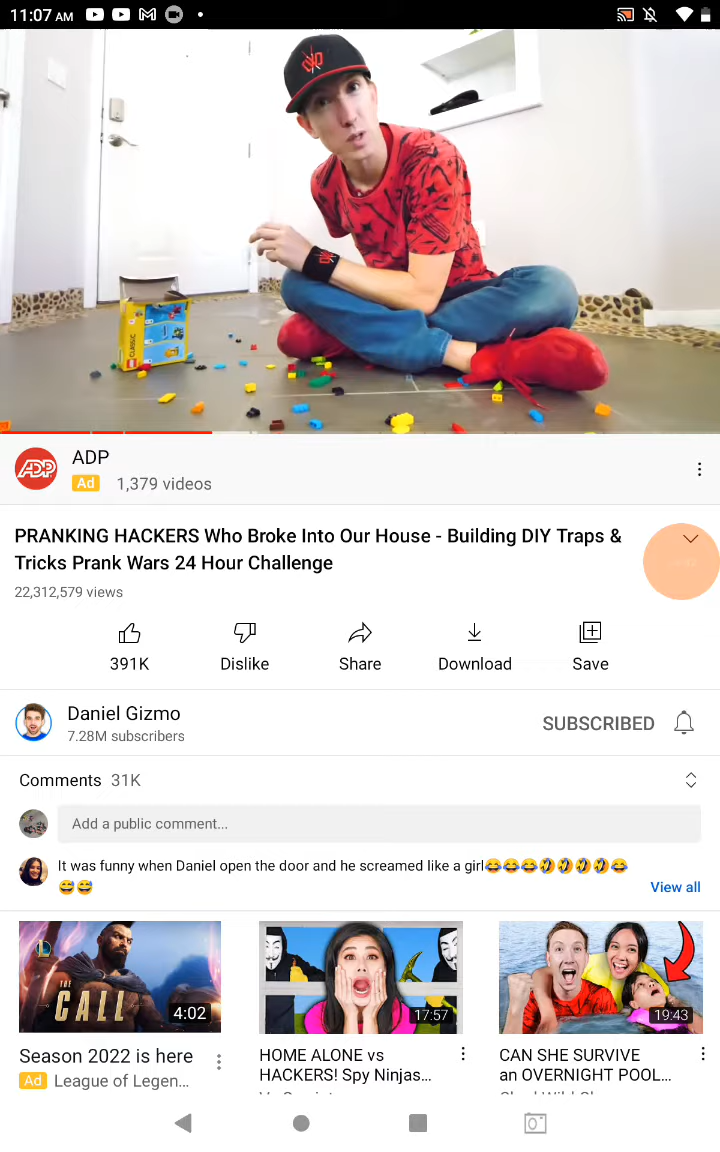 11:07 AM
ADP
ADP
Ad 1,379 videos
PRANKING HACKERS Who Broke Into Our House - Building DIY Traps &
Tricks Prank Wars 24 Hour Challenge
22,312,579 views
391K Dislike Share Download Save
Daniel Gizmo
7.28M subscribers
SUBSCRIBED
Comments 31K
Add a public comment...
It was funny when Daniel open the door and he screamed like a girl😂😂😂🤣🤣🤣🤣😂
😅😅
View all
THE
CALL
4:02
17:57
19:43
Season 2022 is here
Ad League of Legen...
HOME ALONE vs
HACKERS! Spy Ninjas...
CAN SHE SURVIVE
an OVERNIGHT POOL...